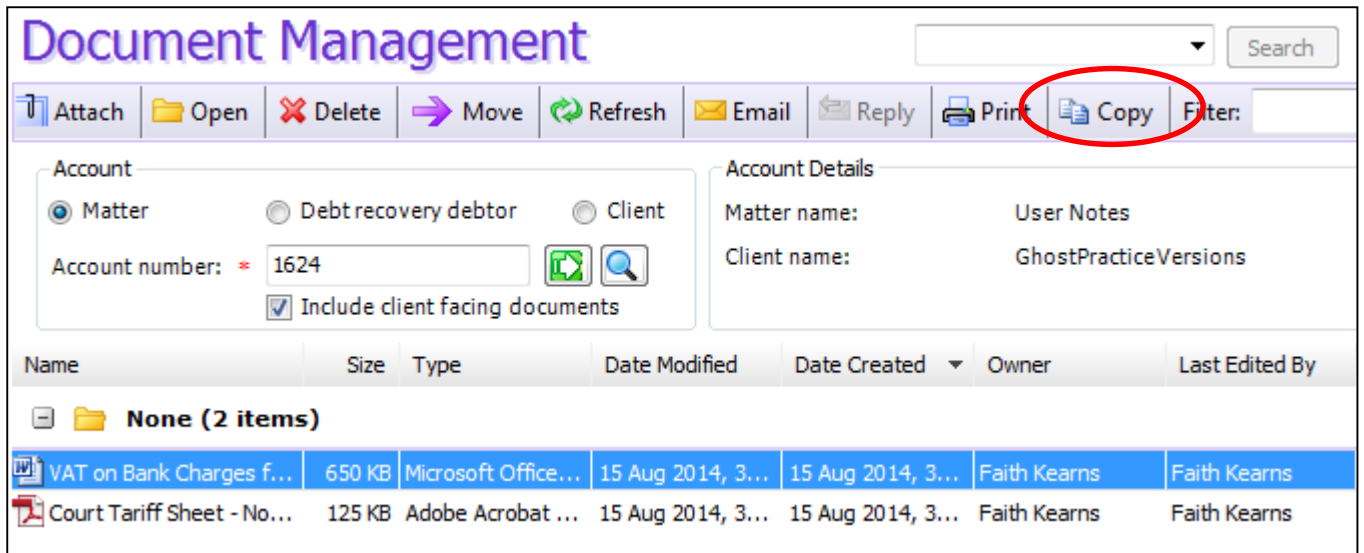 Document Management
Search
Attach Open Delete Move Refresh Email Reply Print Copy Filter:
Account
Matter Debt recovery debtor Client
Account number: * 1624
Include client facing documents
Account Details
Matter name: User Notes
Client name: GhostPracticeVersions
Name Size Type Date Modified Date Created Owner Last Edited By
None (2 items)
VAT on Bank Charges f... 650 KB Microsoft Office... 15 Aug 2014, 3... 15 Aug 2014, 3... Faith Kearns Faith Kearns
Court Tariff Sheet - No... 125 KB Adobe Acrobat ... 15 Aug 2014, 3... 15 Aug 2014, 3... Faith Kearns Faith Kearns